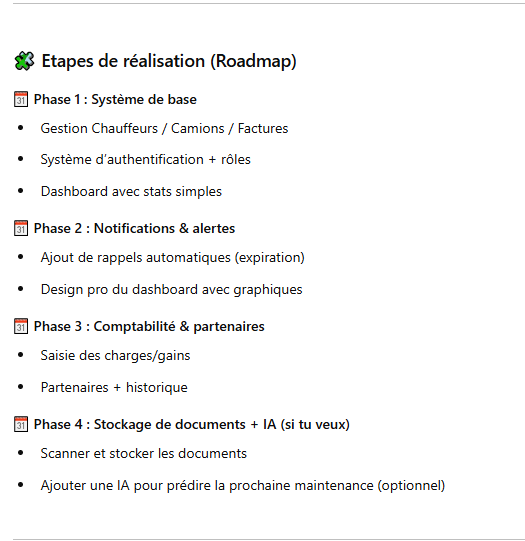 🧩 Etapes de réalisation (Roadmap)
📅 Phase 1 : Système de base
• Gestion Chauffeurs / Camions / Factures
• Système d’authentification + rôles
• Dashboard avec stats simples
📅 Phase 2 : Notifications & alertes
• Ajout de rappels automatiques (expiration)
• Design pro du dashboard avec graphiques
📅 Phase 3 : Comptabilité & partenaires
• Saisie des charges/gains
• Partenaires + historique
📅 Phase 4 : Stockage de documents + IA (si tu veux)
• Scanner et stocker les documents
• Ajouter une IA pour prédire la prochaine maintenance (optionnel)